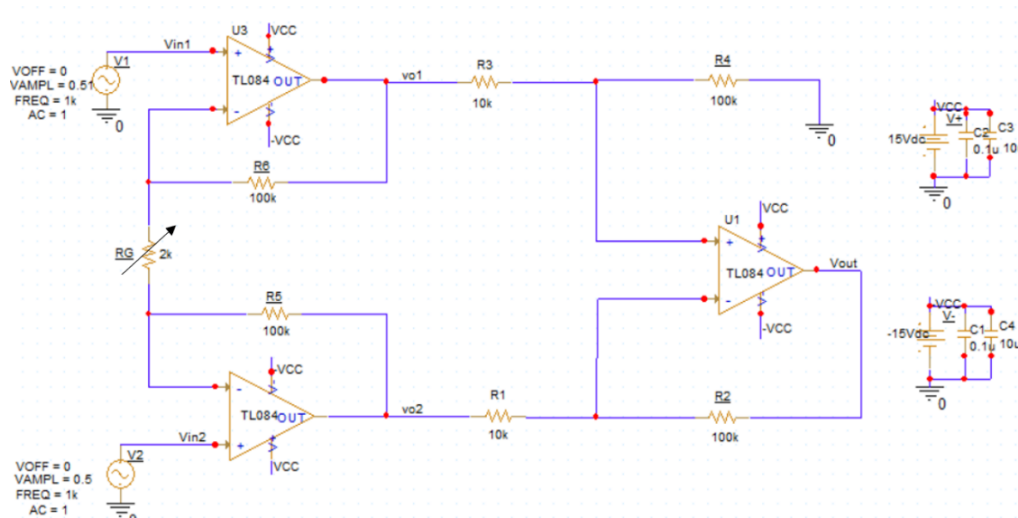 U3
VCC
Vin1
V1
VOFF = 0
VAMPL = 0.51
FREQ = 1k
AC = 1
0
+
TL084 OUT
-
-VCC
vo1
R3
10k
R4
100k
0
R6
100k
VCC
V+
15Vdc
C2
0.1u
C3
10
0
RG
2k
U1
VCC
+
TL084 OUT
-
-VCC
Vout
R5
100k
VCC
V-
-15Vdc
C1
0.1u
C4
10u
0
-VCC
-
TL084 OUT
+
VCC
vo2
R1
10k
R2
100k
Vin2
V2
VOFF = 0
VAMPL = 0.5
FREQ = 1k
AC = 1
0